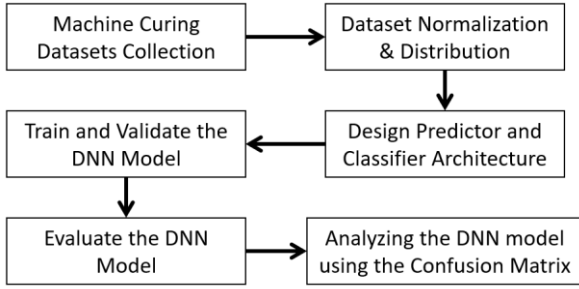 Machine Curing
Datasets Collection
Dataset Normalization
& Distribution
Design Predictor and
Classifier Architecture
Train and Validate the
DNN Model
Evaluate the DNN
Model
Analyzing the DNN model
using the Confusion Matrix